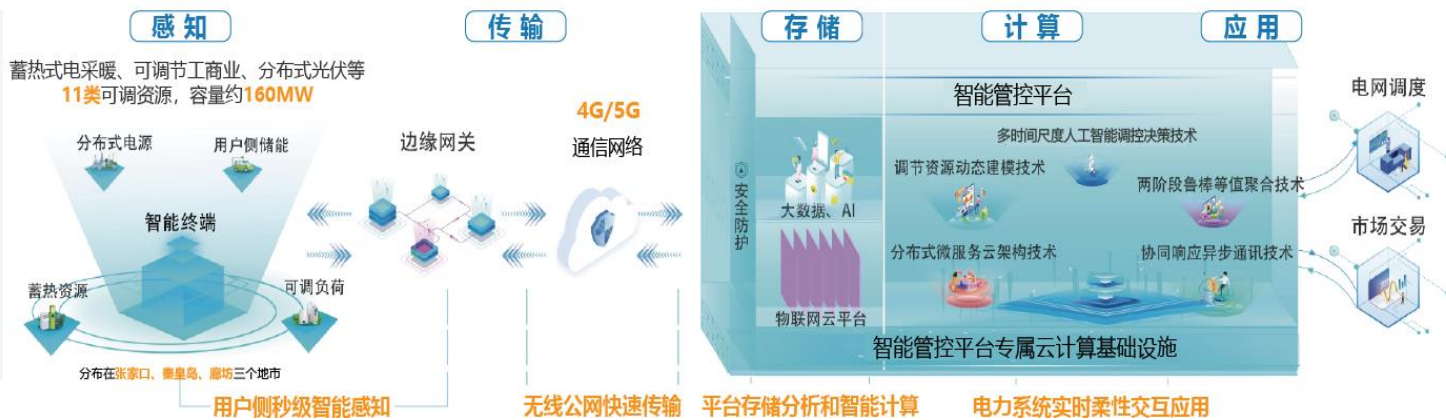 感知
传输
存储
计算
应用
蓄热式电采暖、可调节工商业、分布式光伏等
11类可调资源，容量约160MW
分布式电源
用户侧储能
智能终端
蓄热资源
可调负荷
分布在张家口、秦皇岛、廊坊三个地市
边缘网关
4G/5G
通信网络
安全防护
大数据、AI
物联网云平台
智能管控平台
多时间尺度人工智能调控决策技术
调节资源动态建模技术
两阶段鲁棒等值聚合技术
分布式微服务云架构技术
协同响应异步通讯技术
智能管控平台专属云计算基础设施
电网调度
市场交易
用户侧秒级智能感知
无线公网快速传输
平台存储分析和智能计算
电力系统实时柔性交互应用